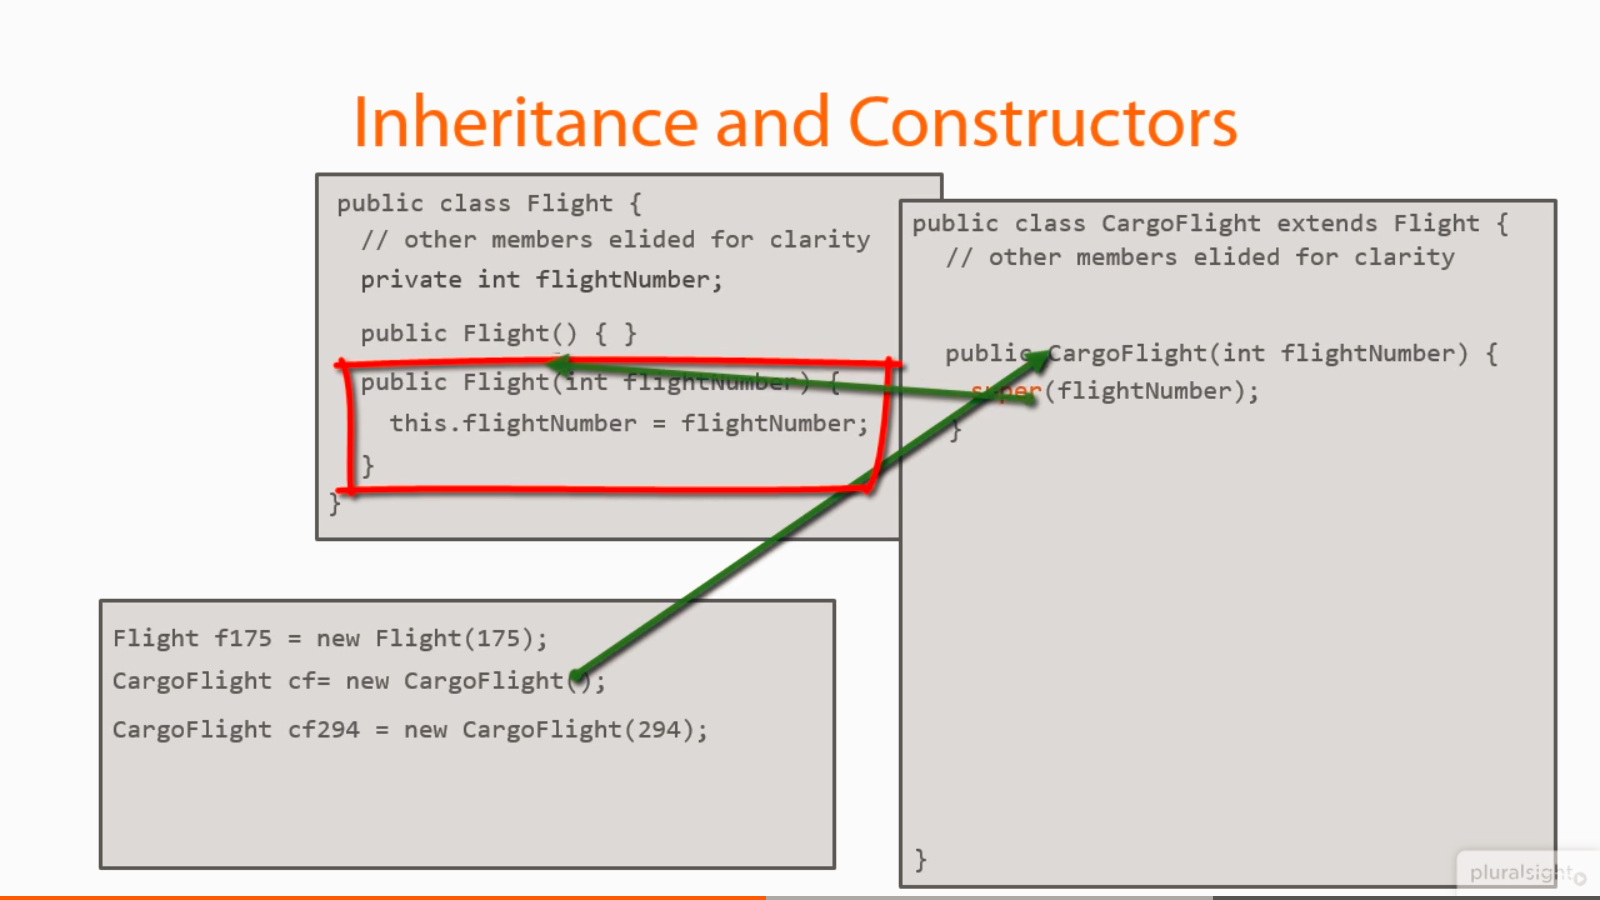 Inheritance and Constructors
public class Flight {
// other members elided for clarity
private int flightNumber;
public Flight() { }
public Flight(int flightNumber) {
this.flightNumber = flightNumber;
}
}
public class CargoFlight extends Flight {
// other members elided for clarity
public CargoFlight(int flightNumber) {
super(flightNumber);
}
}
Flight f175 = new Flight(175);
CargoFlight cf= new CargoFlight();
CargoFlight cf294 = new CargoFlight(294);
pluralsight